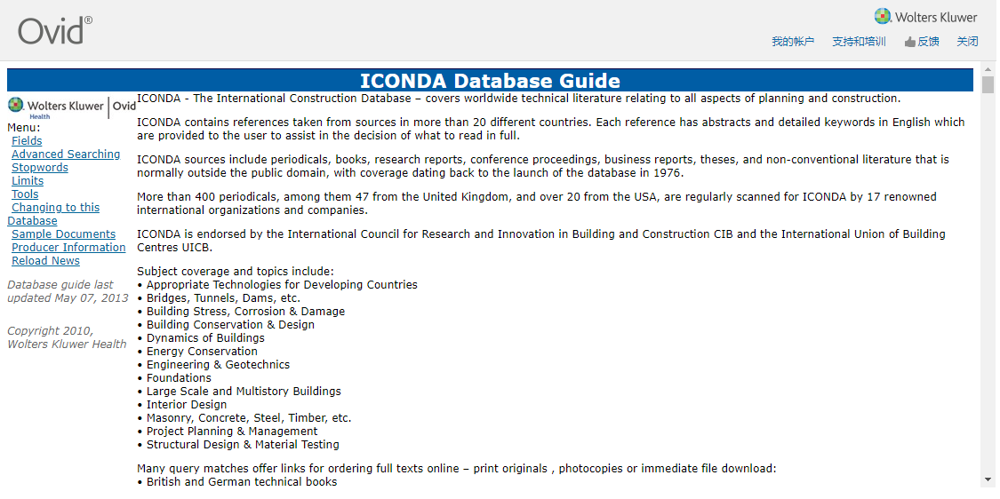 Ovid®
Wolters Kluwer
我的帐户 支持和培训 反馈 关闭
ICONDA Database Guide
Wolters Kluwer
Health
Ovid
Menu:
Fields
Advanced Searching
Stopwords
Limits
Tools
Changing to this
Database
Sample Documents
Producer Information
Reload News
Database guide last
updated May 07, 2013
Copyright 2010,
Wolters Kluwer Health
ICONDA - The International Construction Database – covers worldwide technical literature relating to all aspects of planning and construction.
ICONDA contains references taken from sources in more than 20 different countries. Each reference has abstracts and detailed keywords in English which
are provided to the user to assist in the decision of what to read in full.
ICONDA sources include periodicals, books, research reports, conference proceedings, business reports, theses, and non-conventional literature that is
normally outside the public domain, with coverage dating back to the launch of the database in 1976.
More than 400 periodicals, among them 47 from the United Kingdom, and over 20 from the USA, are regularly scanned for ICONDA by 17 renowned
international organizations and companies.
ICONDA is endorsed by the International Council for Research and Innovation in Building and Construction CIB and the International Union of Building
Centres UICB.
Subject coverage and topics include:
• Appropriate Technologies for Developing Countries
• Bridges, Tunnels, Dams, etc.
• Building Stress, Corrosion & Damage
• Building Conservation & Design
• Dynamics of Buildings
• Energy Conservation
• Engineering & Geotechnics
• Foundations
• Large Scale and Multistory Buildings
• Interior Design
• Masonry, Concrete, Steel, Timber, etc.
• Project Planning & Management
• Structural Design & Material Testing
Many query matches offer links for ordering full texts online – print originals , photocopies or immediate file download:
• British and German technical books